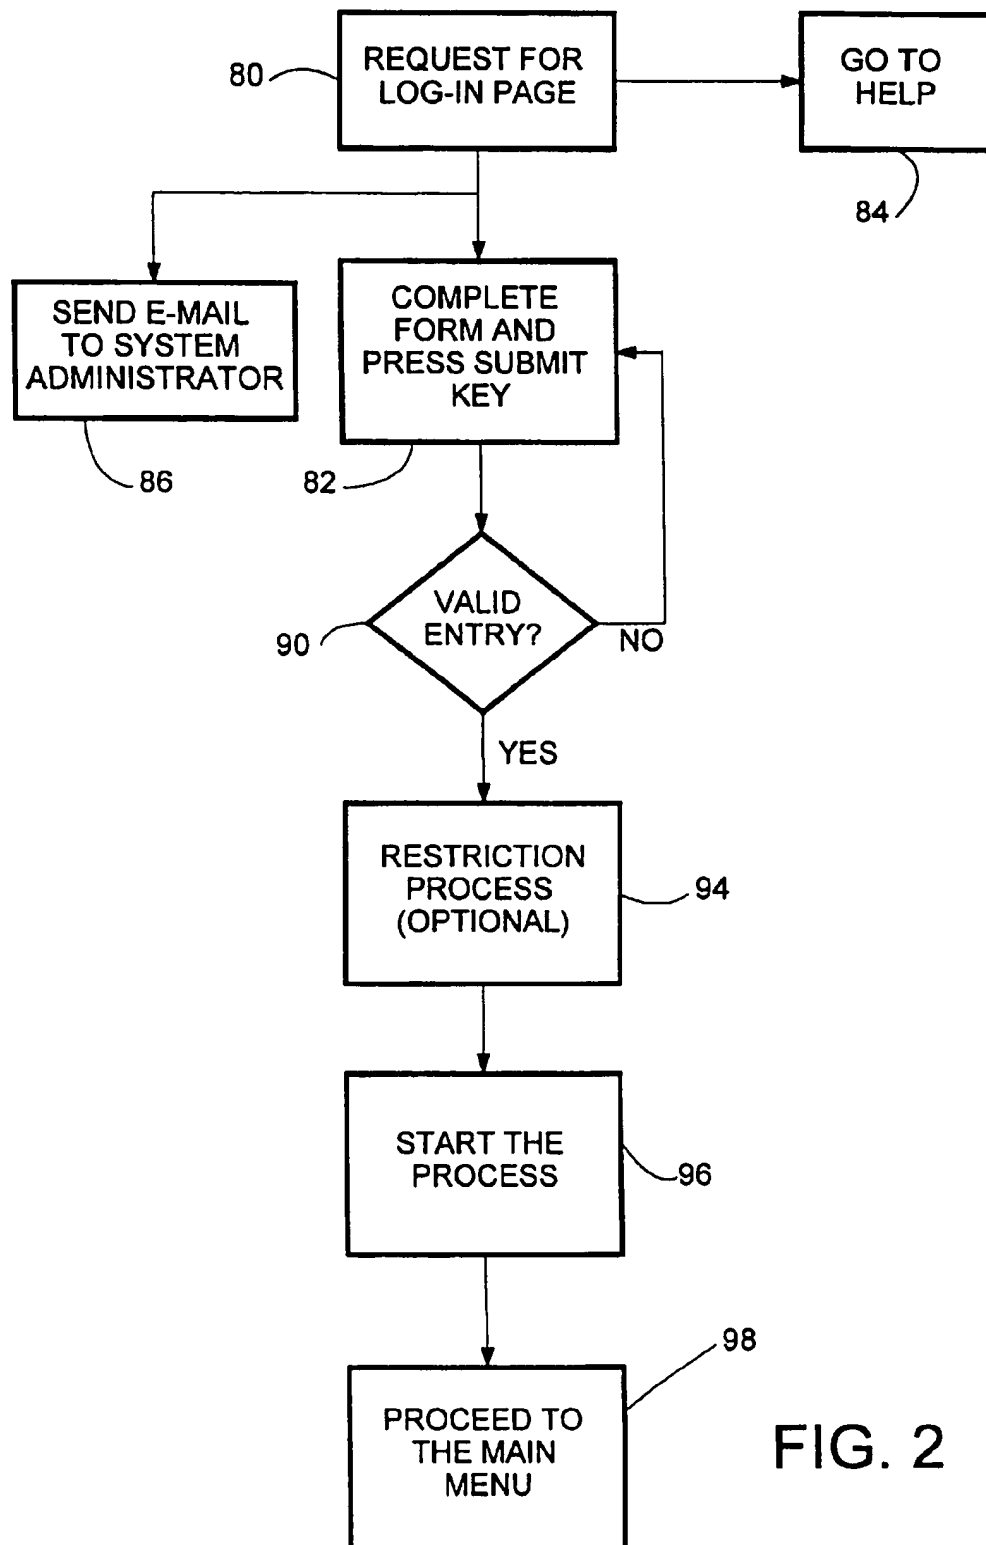 80
REQUEST FOR
LOG-IN PAGE
GO TO
HELP
84
SEND E-MAIL
TO SYSTEM
ADMINISTRATOR
86
COMPLETE
FORM AND
PRESS SUBMIT
KEY
82
90
VALID
ENTRY?
NO
YES
RESTRICTION
PROCESS
(OPTIONAL)
94
START THE
PROCESS
96
98
PROCEED TO
THE MAIN
MENU
FIG. 2